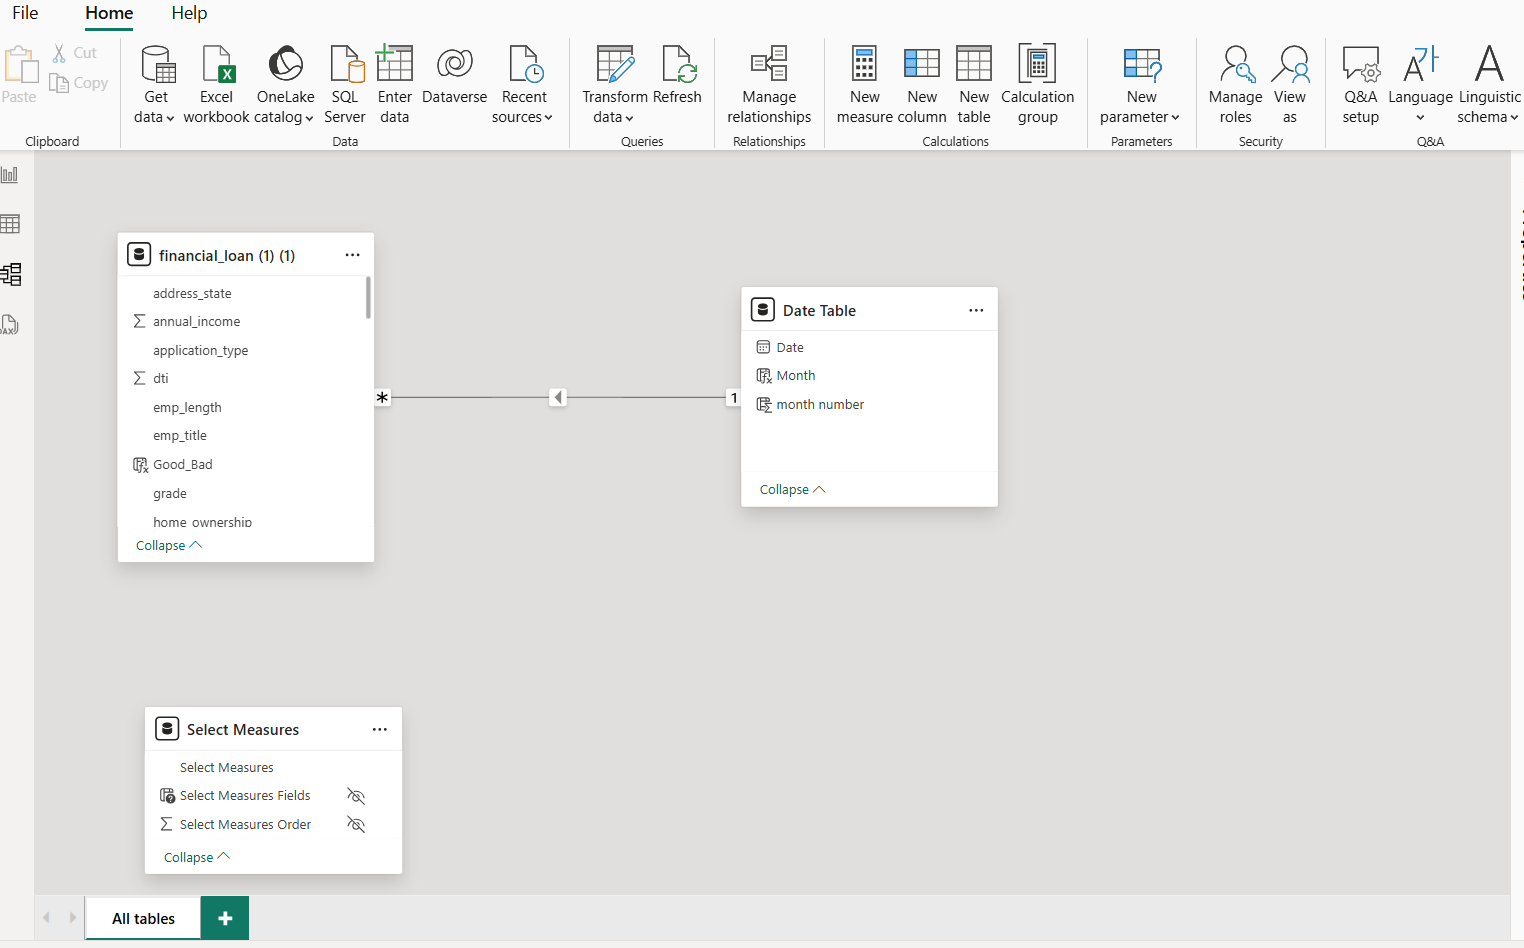 File Home Help
Paste
Cut
Copy
Clipboard
Get data
Excel workbook
OneLake catalog
SQL Server
Enter data
Dataverse
Recent sources
Data
Transform data
Refresh
Queries
Manage relationships
Relationships
New measure
New column
New table
Calculation group
Calculations
New parameter
Parameters
Manage roles
View as
Security
Q&A setup
Language
Linguistic schema
Q&A
DAX
financial_loan (1) (1)
address_state
annual_income
application_type
dti
emp_length
emp_title
Good_Bad
grade
home_ownership
Collapse
* 1
Date Table
Date
Month
month number
Collapse
Select Measures
Select Measures
Select Measures Fields
Select Measures Order
Collapse
All tables
+